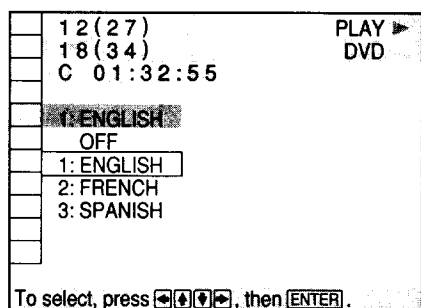 12(27) PLAY ►
18(34) DVD
C 01:32:55
1: ENGLISH
OFF
1: ENGLISH
2: FRENCH
3: SPANISH
To select, press ←↑↓→, then ENTER.